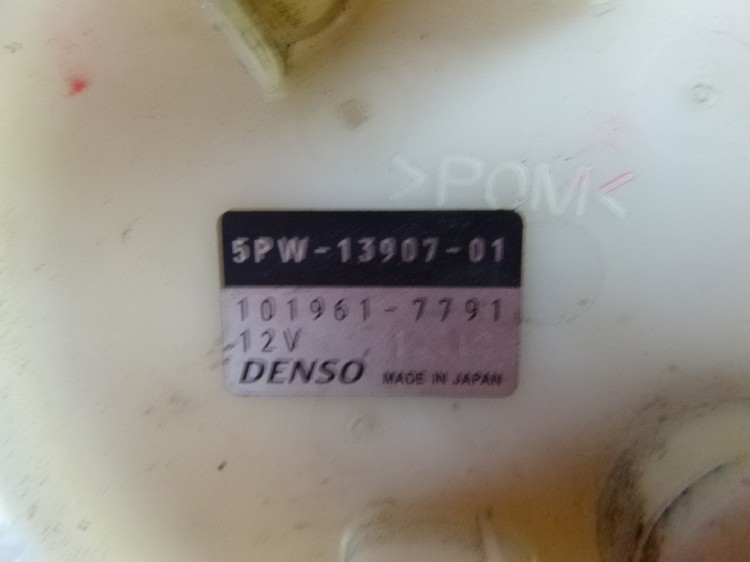 >POM<
5PW-13907-01
101961-7791
12V
DENSO MADE IN JAPAN